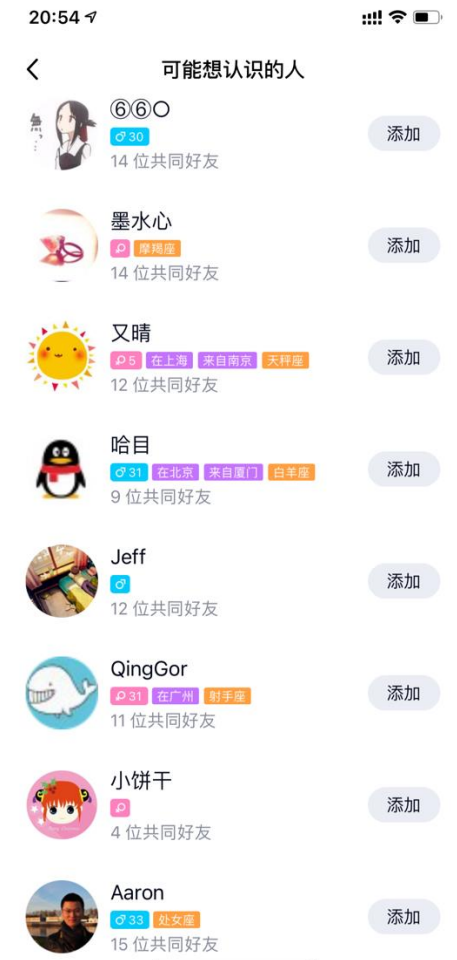 20:54
可能想认识的人
⑥⑥〇
30
14 位共同好友
添加
墨水心
摩羯座
14 位共同好友
添加
又晴
5 在上海 来自南京 天秤座
12 位共同好友
添加
哈目
31 在北京 来自厦门 白羊座
9 位共同好友
添加
Jeff
12 位共同好友
添加
QingGor
31 在广州 射手座
11 位共同好友
添加
小饼干
4 位共同好友
添加
Aaron
33 处女座
15 位共同好友
添加